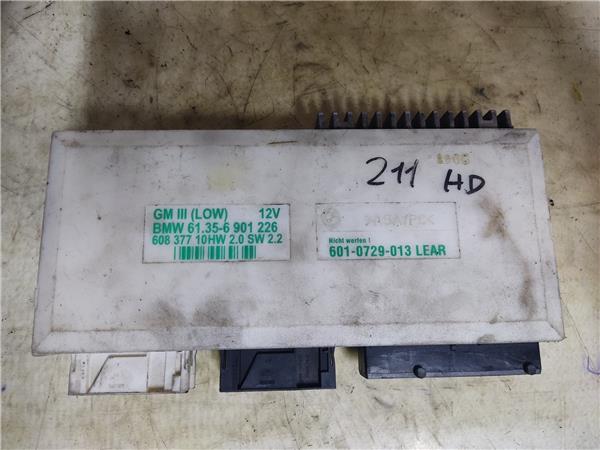 211 HD
GM III (LOW) 12V
BMW 61.35-6 901 226
608 377 10HW 2.0 SW 2.2
Nicht werfen !
601-0729-013 LEAR